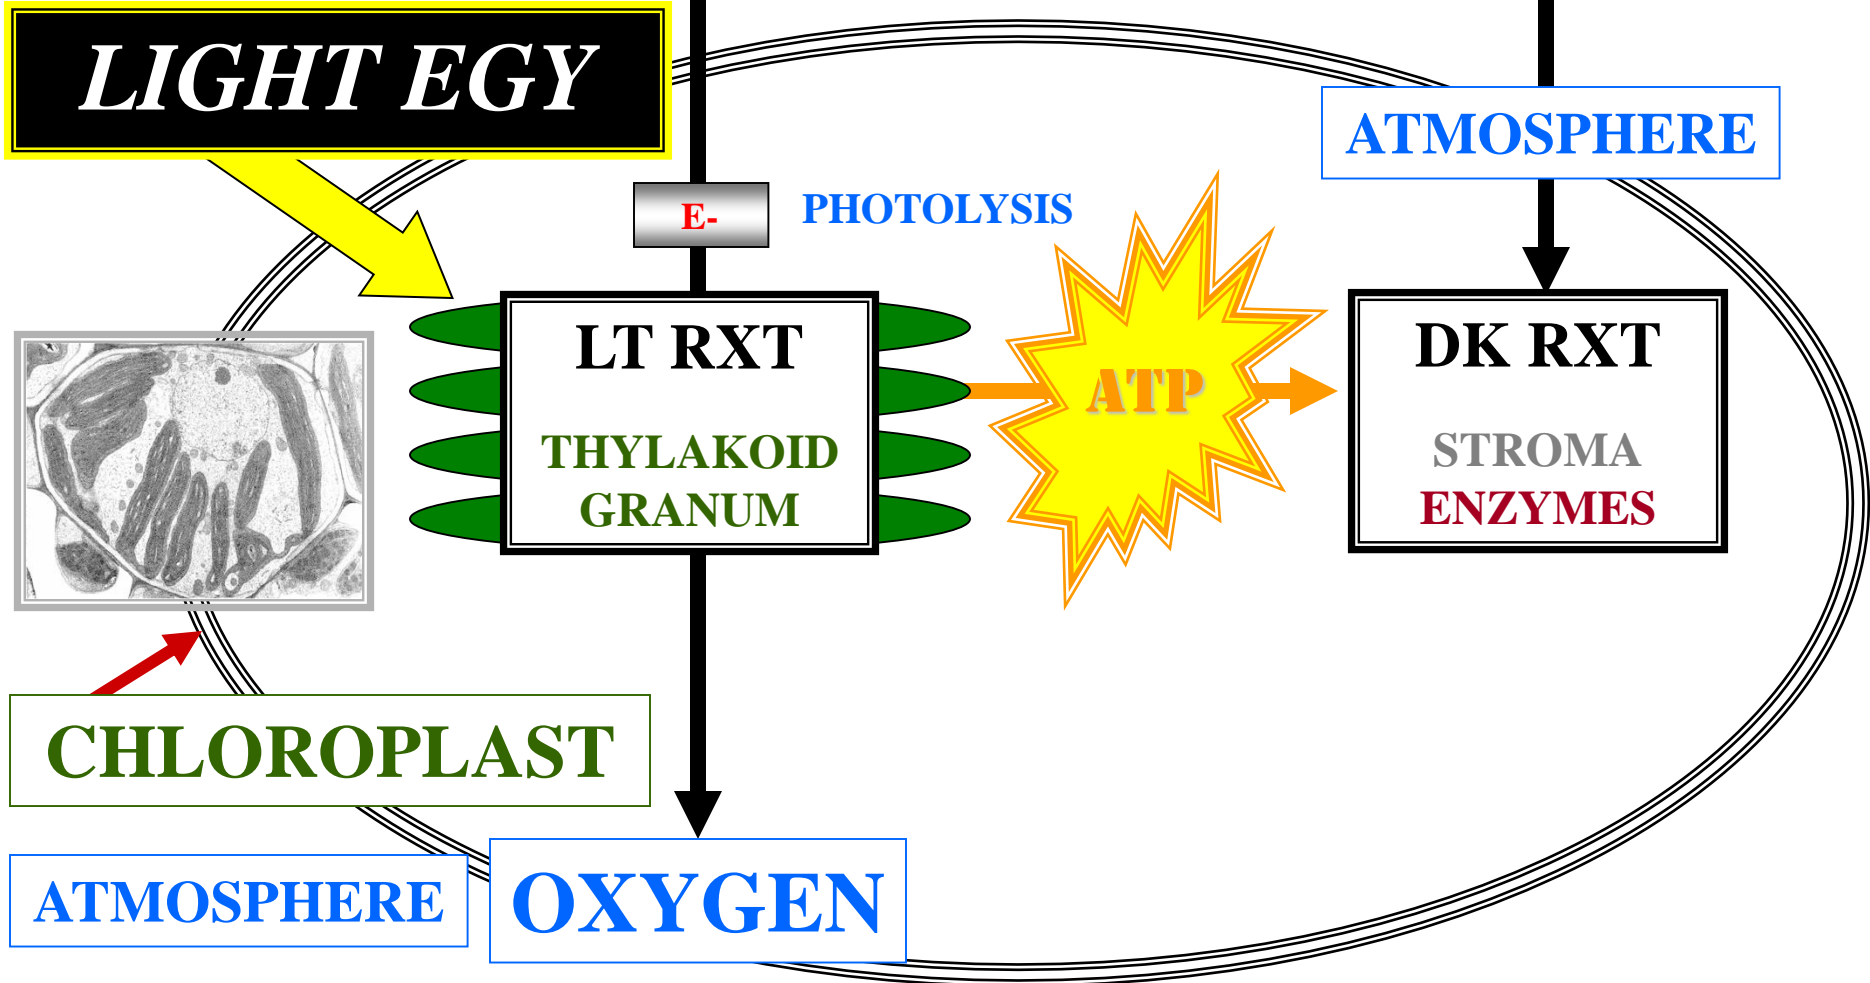 LIGHT EGY
ATMOSPHERE
E-
PHOTOLYSIS
LT RXT
THYLAKOID
GRANUM
ATP
DK RXT
STROMA
ENZYMES
CHLOROPLAST
ATMOSPHERE
OXYGEN